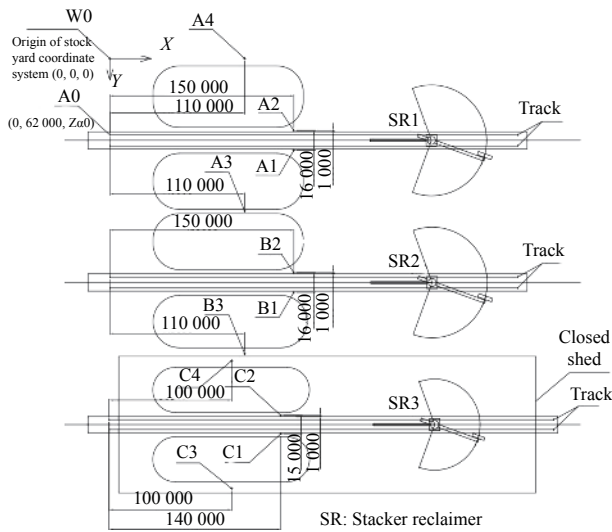 W0
A4
X
Origin of stock
yard coordinate
system (0, 0, 0)
Y
150 000
A0
110 000
A2
SR1
Track
(0, 62 000, Zα0)
A3
A1
16 000
1 000
110 000
150 000
B2
SR2
Track
B3
B1
16 000
1 000
110 000
Closed
shed
C4
C2
100 000
SR3
Track
C3
C1
15 000
1 000
100 000
140 000
SR: Stacker reclaimer